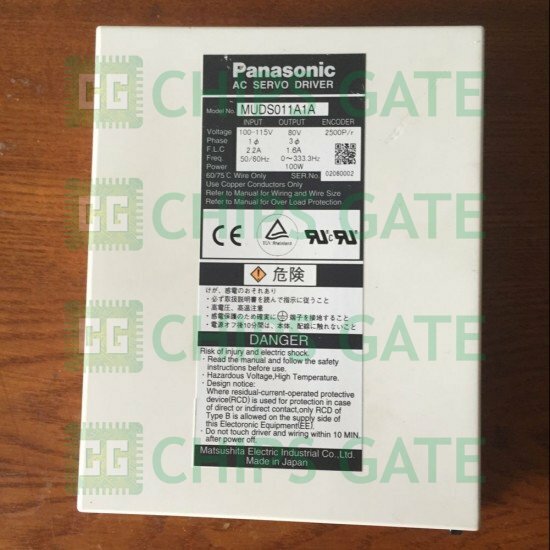 Panasonic
AC SERVO DRIVER
Model No. MUDS011A1A
INPUT OUTPUT ENCODER
Voltage 100-115V 80V 2500P/r
Phase 1ϕ 3ϕ
F.L.C 2.2A 1.6A
Freq. 50/60Hz 0~333.3Hz
Power 100W
60/75°C Wire Only SER.No. 02080002
Use Copper Conductors Only
Refer to Manual for Wiring and Wire Size
Refer to Manual for Over Load Protection
CE
TÜV Rheinland
c
危険
けが、感電のおそれあり
・必ず取扱説明書を読んで指示に従うこと
・高電圧、高温注意
・感電保護のため確実に端子を接地すること
・電源オフ後10分間は、本体、配線に触れないこと
DANGER
Risk of injury and electric shock.
・Read the manual and follow the safety
instructions before use.
・Hazardous Voltage,High Temperature.
・Design notice:
Where residual-current-operated protective
device(RCD) is used for protection in case
of direct or indirect contact,only RCD of
Type B is allowed on the supply side of
this Electoronic Equipment(EE).
・Do not touch driver and wiring within 10 MIN.
after power off.
Matsushita Electric Industrial Co.,Ltd.
Made in Japan
CG CHIPS GATE
CG CHIPS GATE
CG CHIPS GATE
CG CHIPS GATE
CG CHIPS GATE